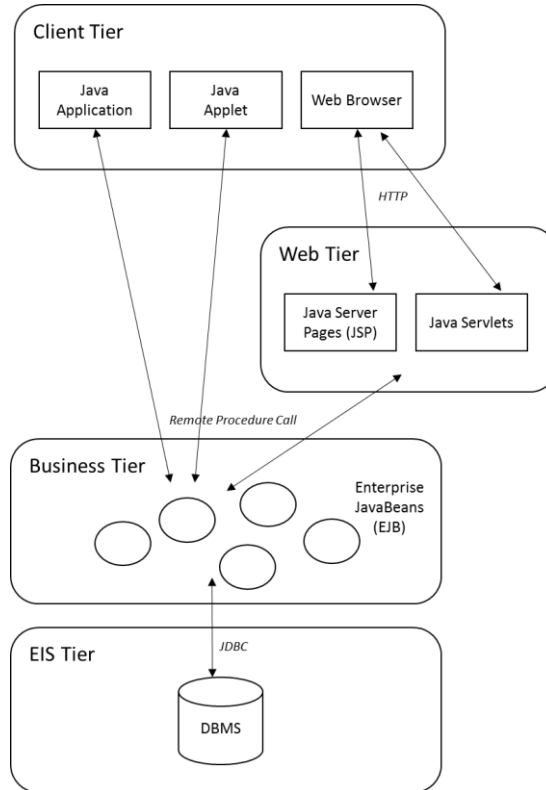 Client Tier
Java
Application
Java
Applet
Web Browser
HTTP
Web Tier
Java Server
Pages (JSP)
Java Servlets
Remote Procedure Call
Business Tier
Enterprise
JavaBeans
(EJB)
JDBC
EIS Tier
DBMS